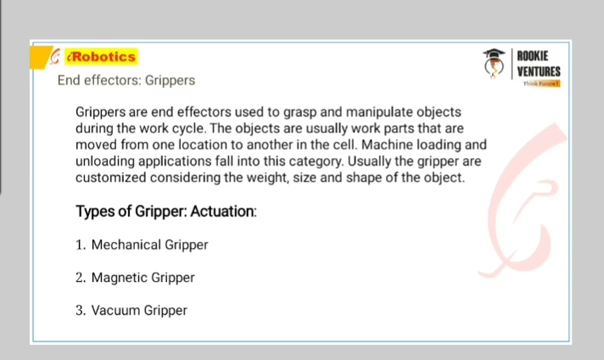 iRobotics
ROOKIE
VENTURES
Think Future!!
End effectors: Grippers
Grippers are end effectors used to grasp and manipulate objects
during the work cycle. The objects are usually work parts that are
moved from one location to another in the cell. Machine loading and
unloading applications fall into this category. Usually the gripper are
customized considering the weight, size and shape of the object.
Types of Gripper: Actuation:
1. Mechanical Gripper
2. Magnetic Gripper
3. Vacuum Gripper